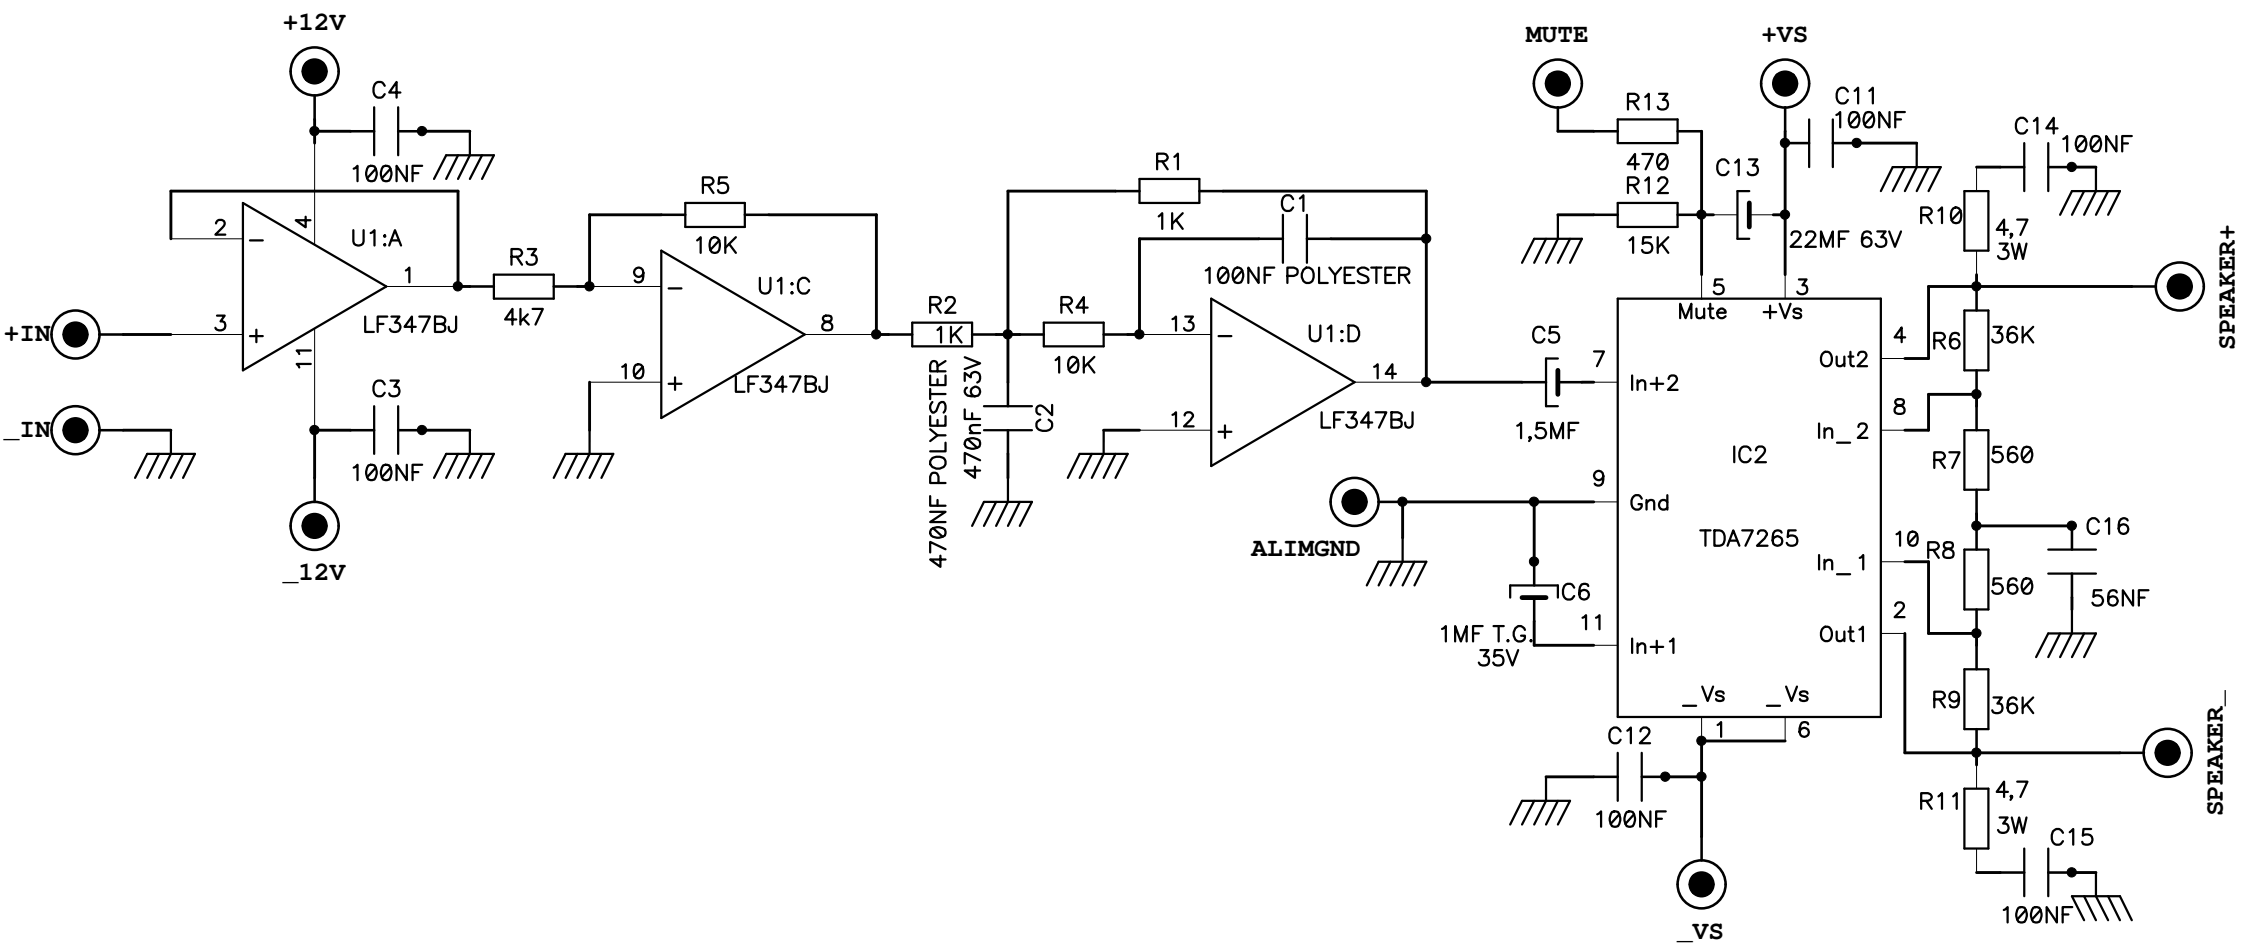 +12V
MUTE
+VS
C4
100NF
R13
470
R12
15K
C13
22MF 63V
C11
100NF
C14
100NF
R10
4,7
3W
SPEAKER+
R5
10K
R1
1K
C1
100NF POLYESTER
2
4
U1:A
1
3
11
LF347BJ
+IN
_IN
R3
4k7
9
U1:C
8
10
LF347BJ
R2
1K
470NF POLYESTER
470nF 63V
C2
R4
10K
13
U1:D
14
12
LF347BJ
C3
100NF
_12V
C5
1,5MF
ALIMGND
C6
1MF T.G.
35V
5
3
Mute
+Vs
7
In+2
9
Gnd
11
In+1
IC2
TDA7265
4
Out2
8
In_2
10
In_1
2
Out1
_Vs
_Vs
1
6
R6
36K
R7
560
R8
560
C16
56NF
R9
36K
SPEAKER_
R11
4,7
3W
C15
100NF
C12
100NF
_VS